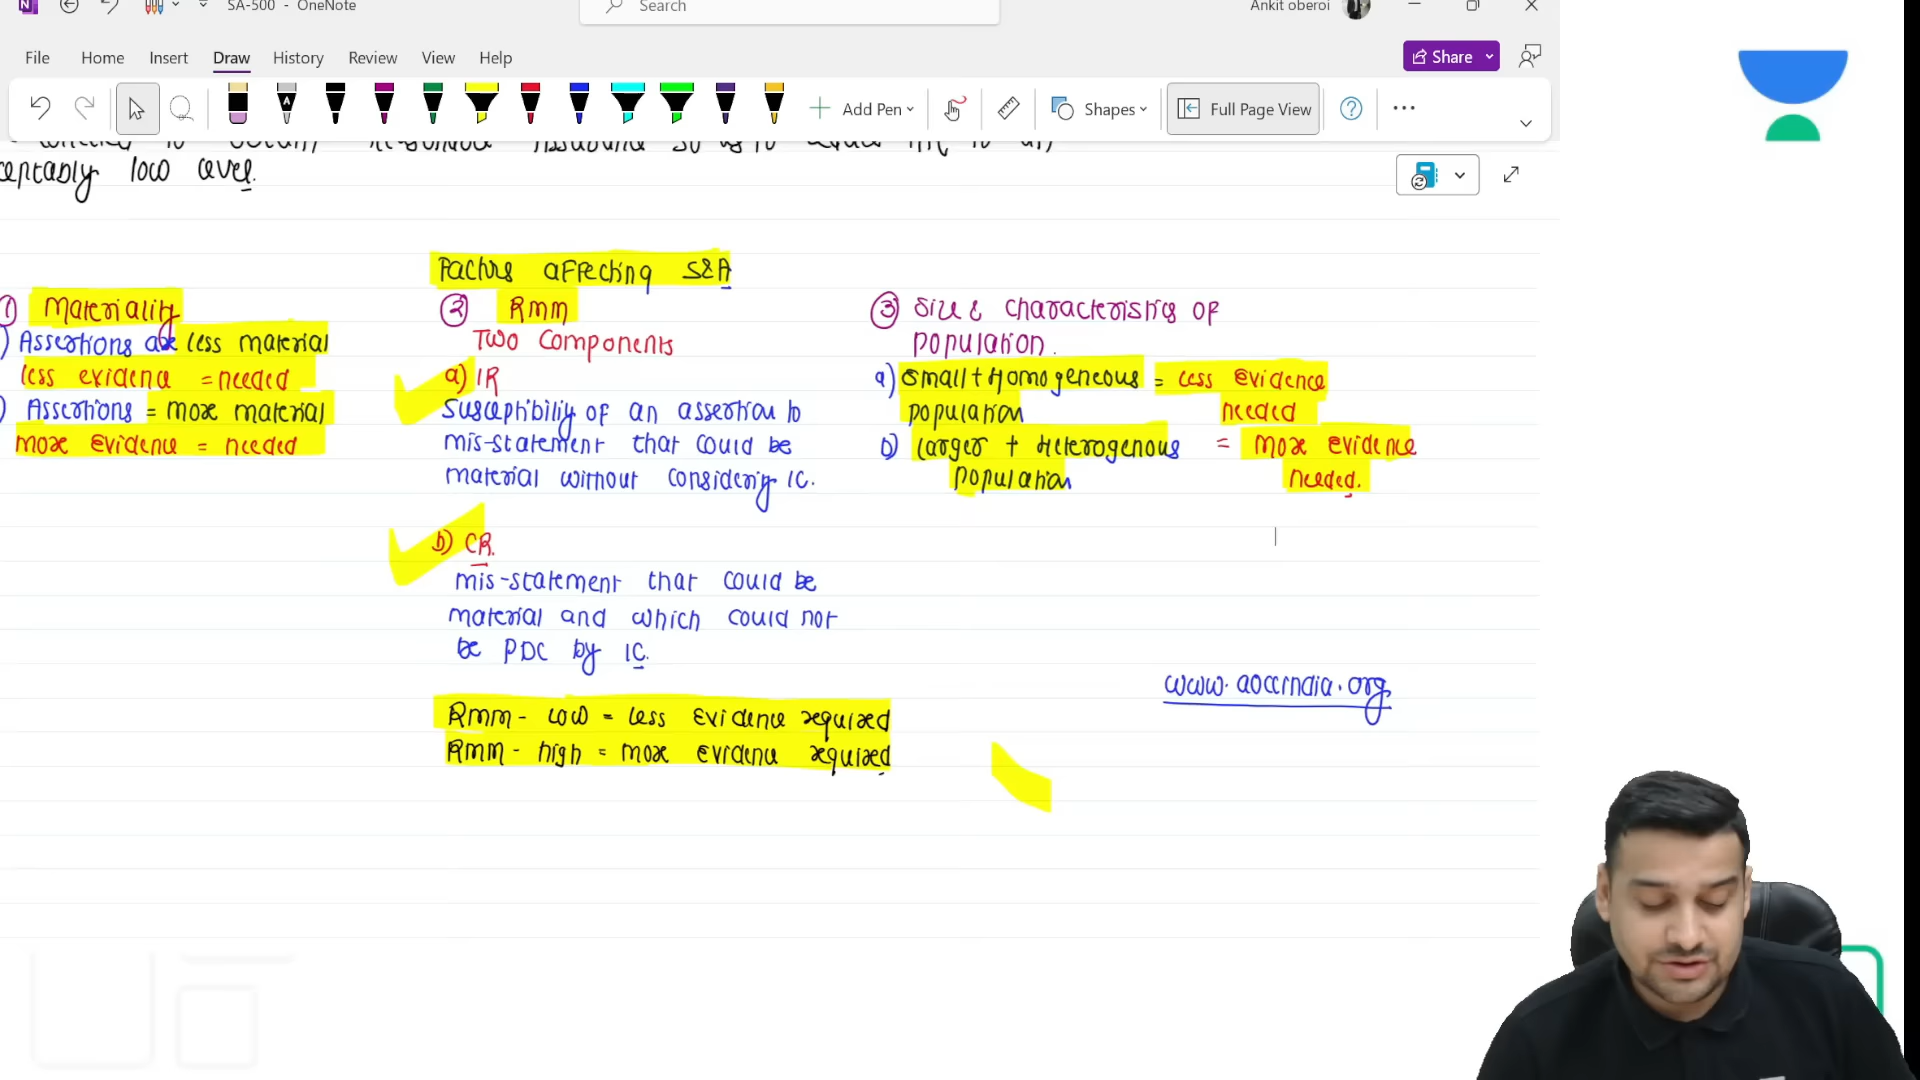 SA-500 - OneNote
Search
Ankit oberoi
File Home Insert Draw History Review View Help
Share
Add Pen
Shapes
Full Page View
to obtain reasonable
low level.
Factors affecting S&A
① Materiality
Assertions are less material
less evidence = needed
Assertions = more material
more evidence = needed
② Rmm
Two Components
a) IR
Susceptibiliy of an assertion to
mis-statement that could be
material without considering IC.
b) CR.
mis-statement that could be
material and which could not
be PDC by IC.
Rmm - low = less evidence required
Rmm - high = more evidence required
③ Size & characteristics of
population.
a) Small + Homogeneous = less evidence
population needed
b) larger + Heterogenous = more evidence
population needed.
www.aoccindia.org